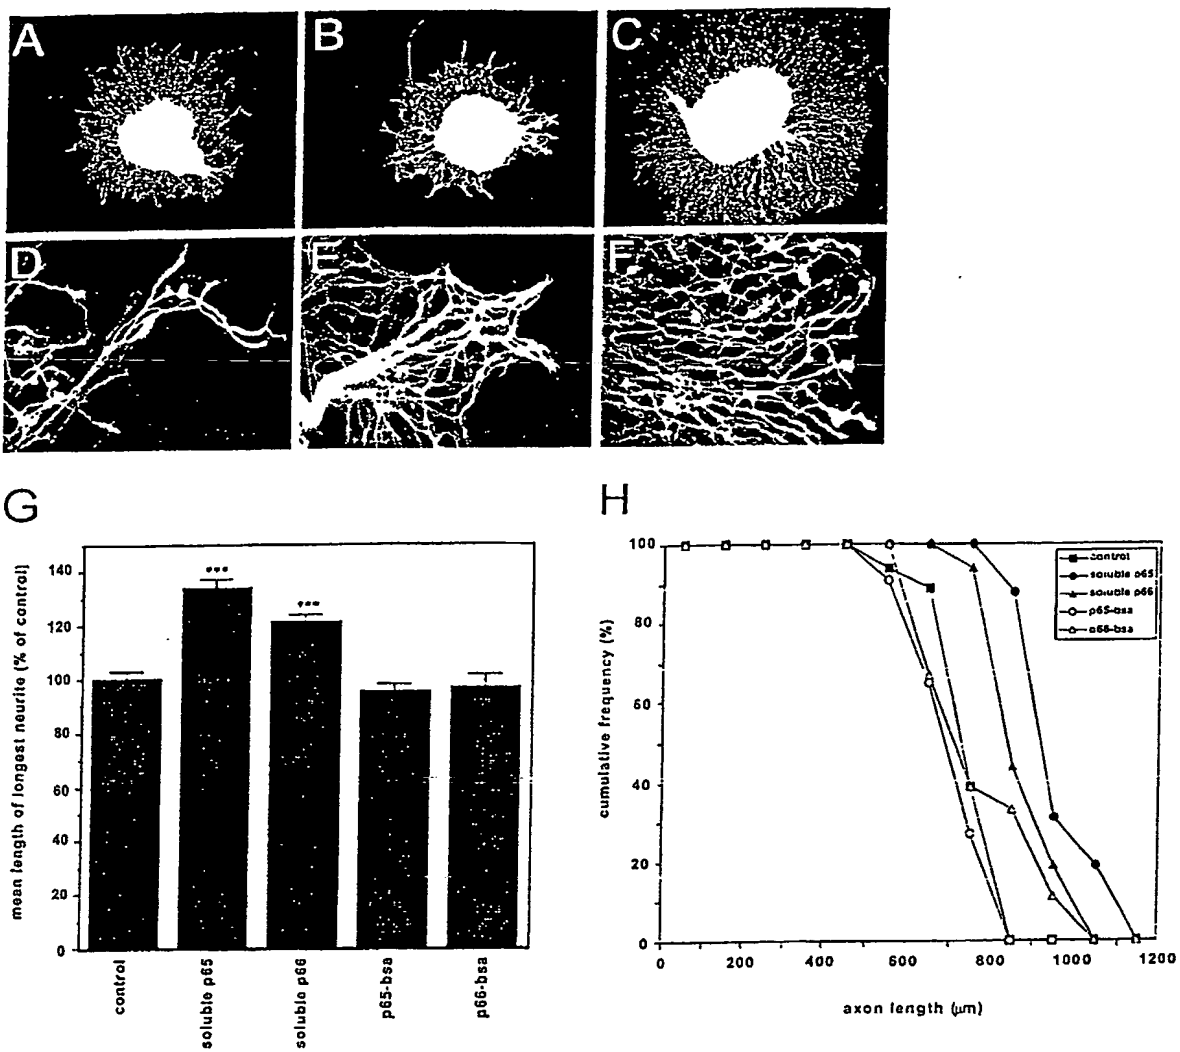 A
B
C
D
E
F
G
H
mean length of longest neurite (% of control)
140
120
100
80
60
40
20
0
***
***
control
soluble p65
soluble p66
p65-bsa
p66-bsa
cumulative frequency (%)
100
80
60
40
20
0
control
soluble p65
soluble p66
p65-bsa
p66-bsa
0
200
400
600
800
1000
1200
axon length (µm)